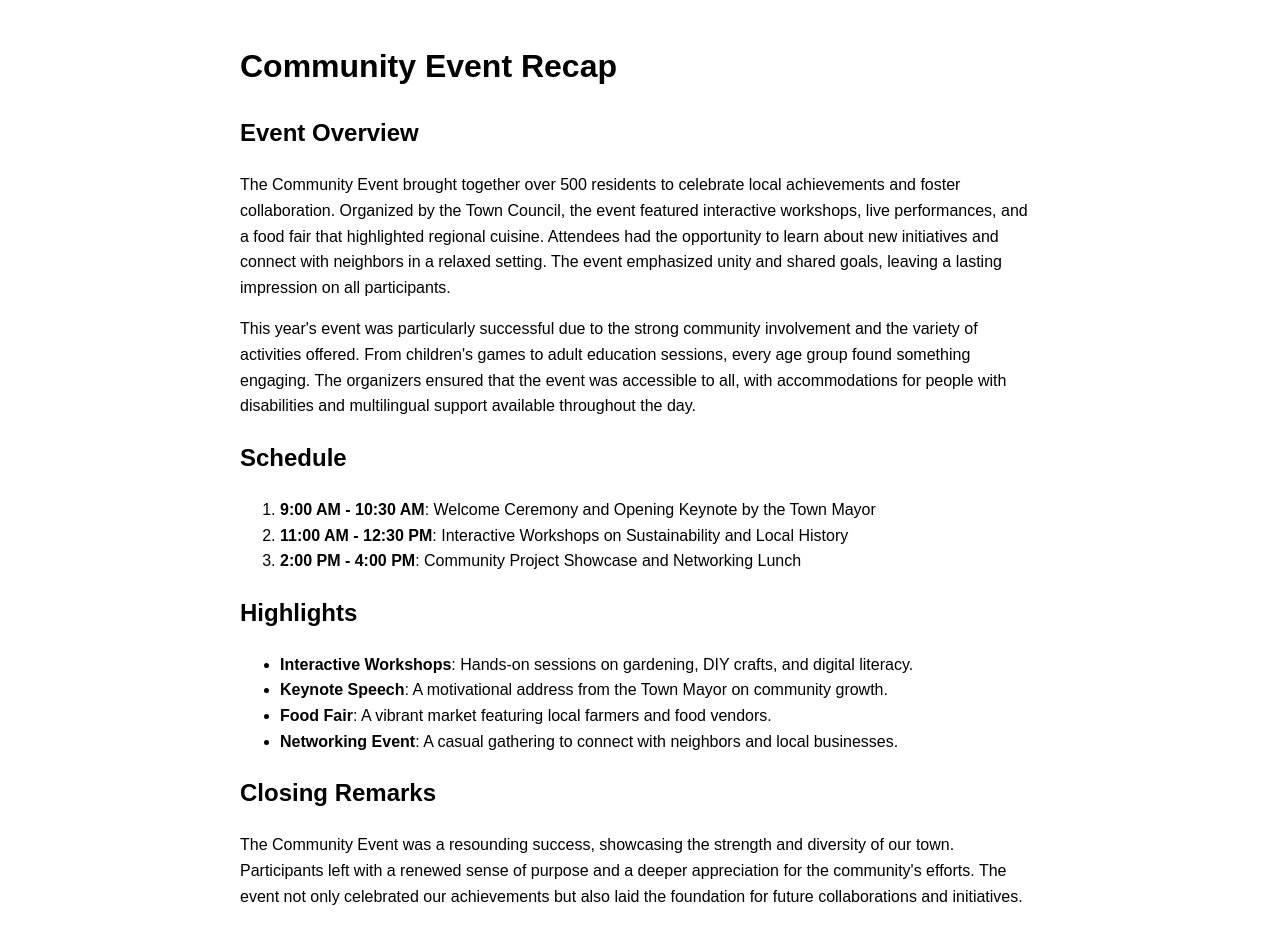 Community Event Recap
Event Overview
The Community Event brought together over 500 residents to celebrate local achievements and foster
collaboration. Organized by the Town Council, the event featured interactive workshops, live performances, and
a food fair that highlighted regional cuisine. Attendees had the opportunity to learn about new initiatives and
connect with neighbors in a relaxed setting. The event emphasized unity and shared goals, leaving a lasting
impression on all participants.
This year's event was particularly successful due to the strong community involvement and the variety of
activities offered. From children's games to adult education sessions, every age group found something
engaging. The organizers ensured that the event was accessible to all, with accommodations for people with
disabilities and multilingual support available throughout the day.
Schedule
1. 9:00 AM - 10:30 AM: Welcome Ceremony and Opening Keynote by the Town Mayor
2. 11:00 AM - 12:30 PM: Interactive Workshops on Sustainability and Local History
3. 2:00 PM - 4:00 PM: Community Project Showcase and Networking Lunch
Highlights
• Interactive Workshops: Hands-on sessions on gardening, DIY crafts, and digital literacy.
• Keynote Speech: A motivational address from the Town Mayor on community growth.
• Food Fair: A vibrant market featuring local farmers and food vendors.
• Networking Event: A casual gathering to connect with neighbors and local businesses.
Closing Remarks
The Community Event was a resounding success, showcasing the strength and diversity of our town.
Participants left with a renewed sense of purpose and a deeper appreciation for the community's efforts. The
event not only celebrated our achievements but also laid the foundation for future collaborations and initiatives.